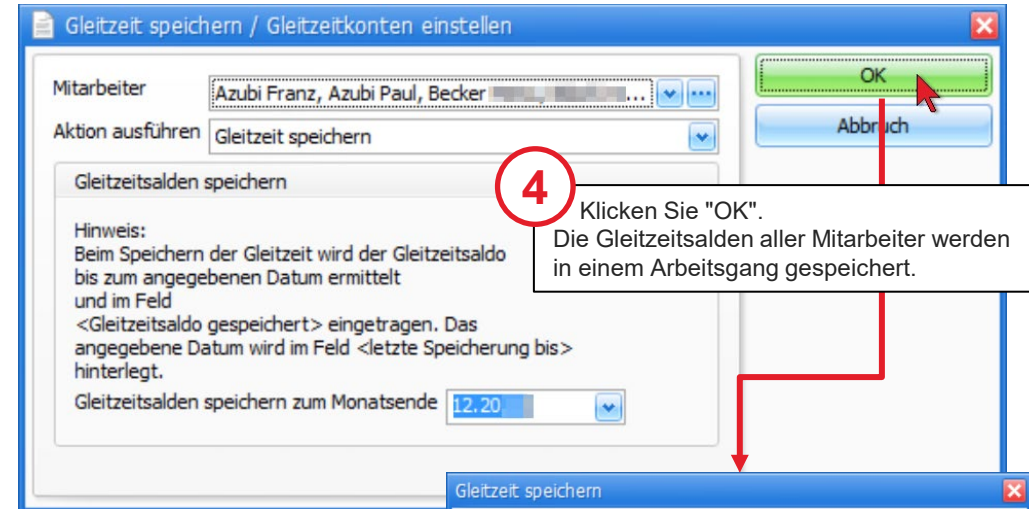 Gleitzeit speichern / Gleitzeitkonten einstellen
Mitarbeiter
Azubi Franz, Azubi Paul, Becker ...
OK
Aktion ausführen
Gleitzeit speichern
Abbruch
Gleitzeitsalden speichern
4
Klicken Sie "OK".
Die Gleitzeitsalden aller Mitarbeiter werden
in einem Arbeitsgang gespeichert.
Hinweis:
Beim Speichern der Gleitzeit wird der Gleitzeitsaldo
bis zum angegebenen Datum ermittelt
und im Feld
<Gleitzeitsaldo gespeichert> eingetragen. Das
angegebene Datum wird im Feld <letzte Speicherung bis>
hinterlegt.
Gleitzeitsalden speichern zum Monatsende
12.20
Gleitzeit speichern